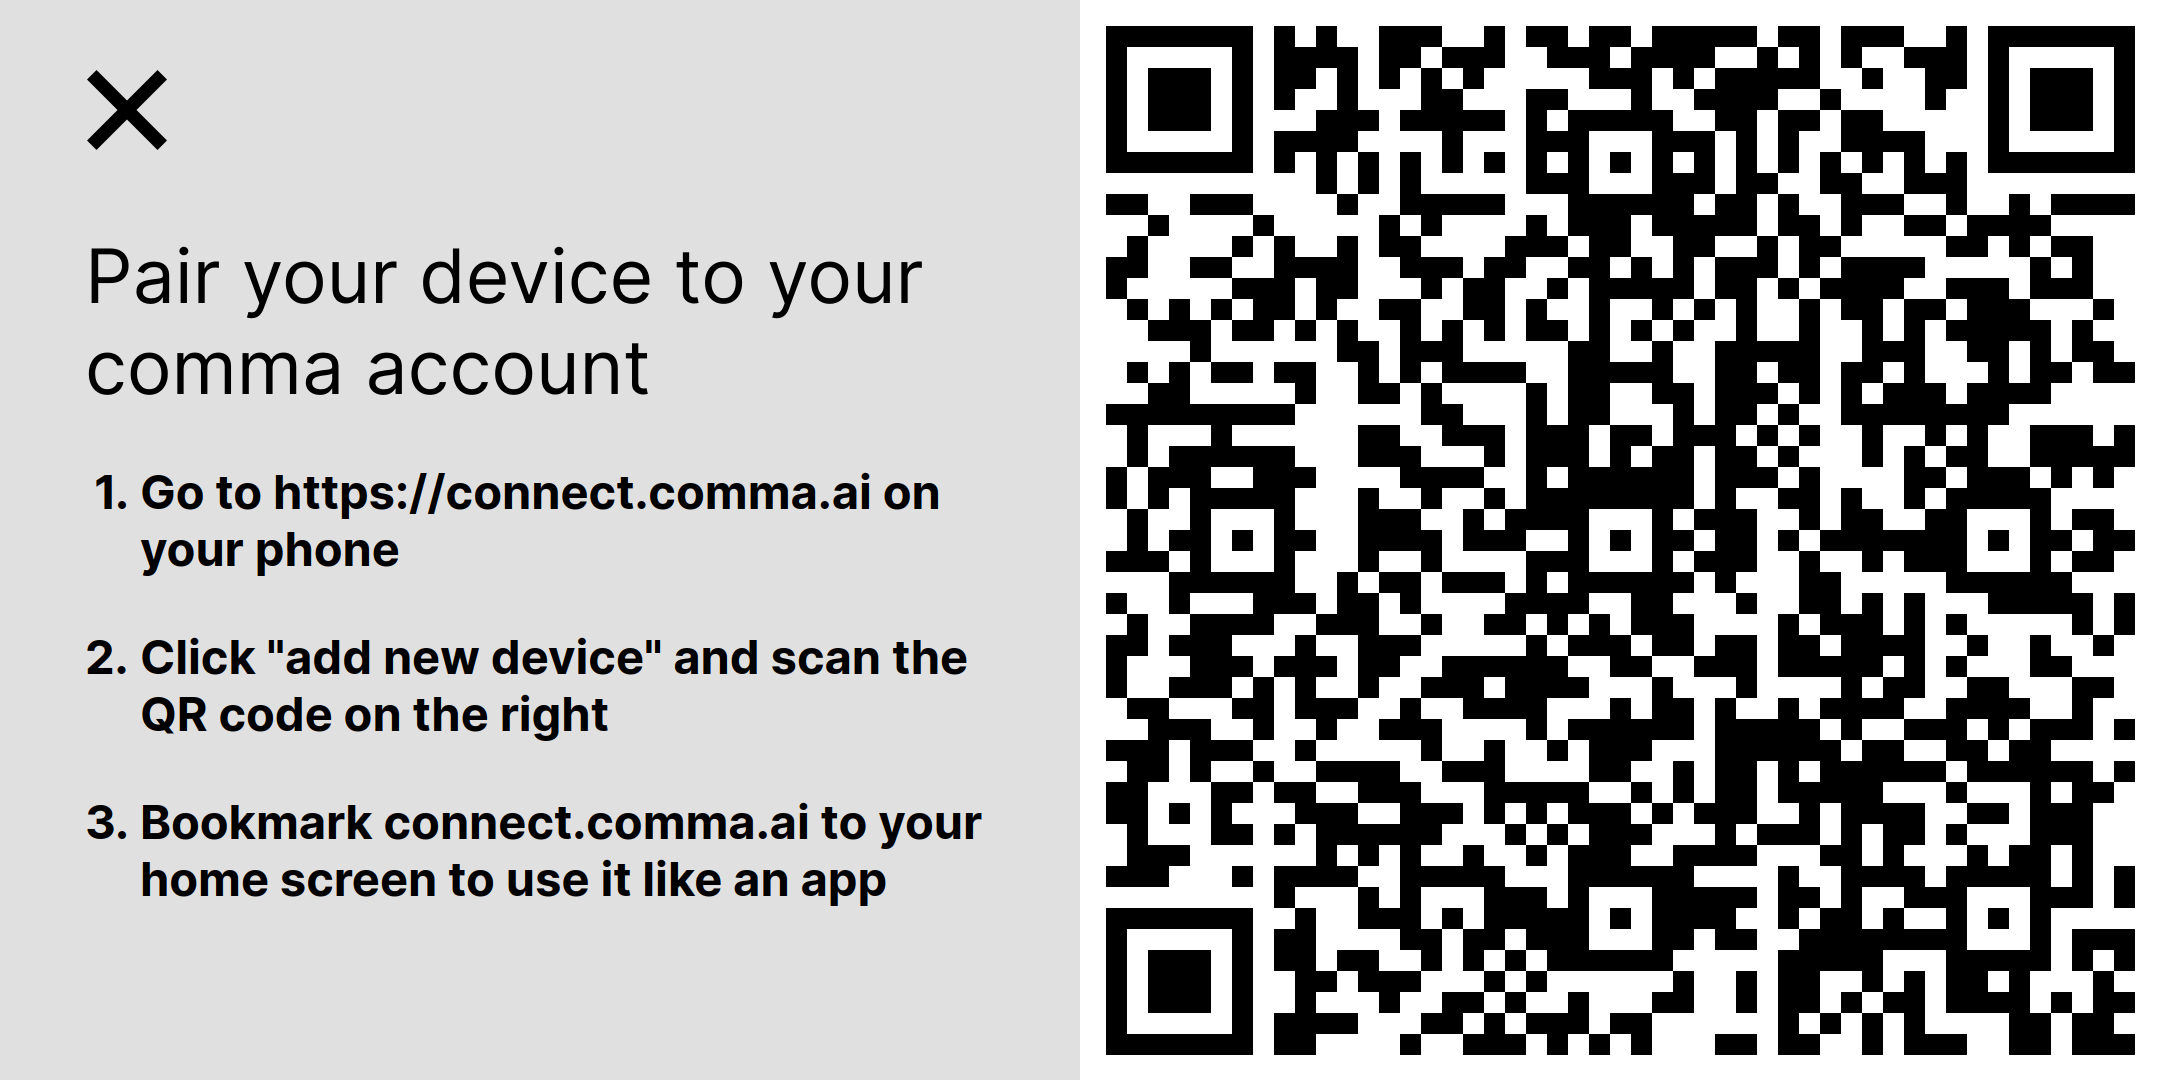 Pair your device to your
comma account
1. Go to https://connect.comma.ai on
your phone
2. Click "add new device" and scan the
QR code on the right
3. Bookmark connect.comma.ai to your
home screen to use it like an app